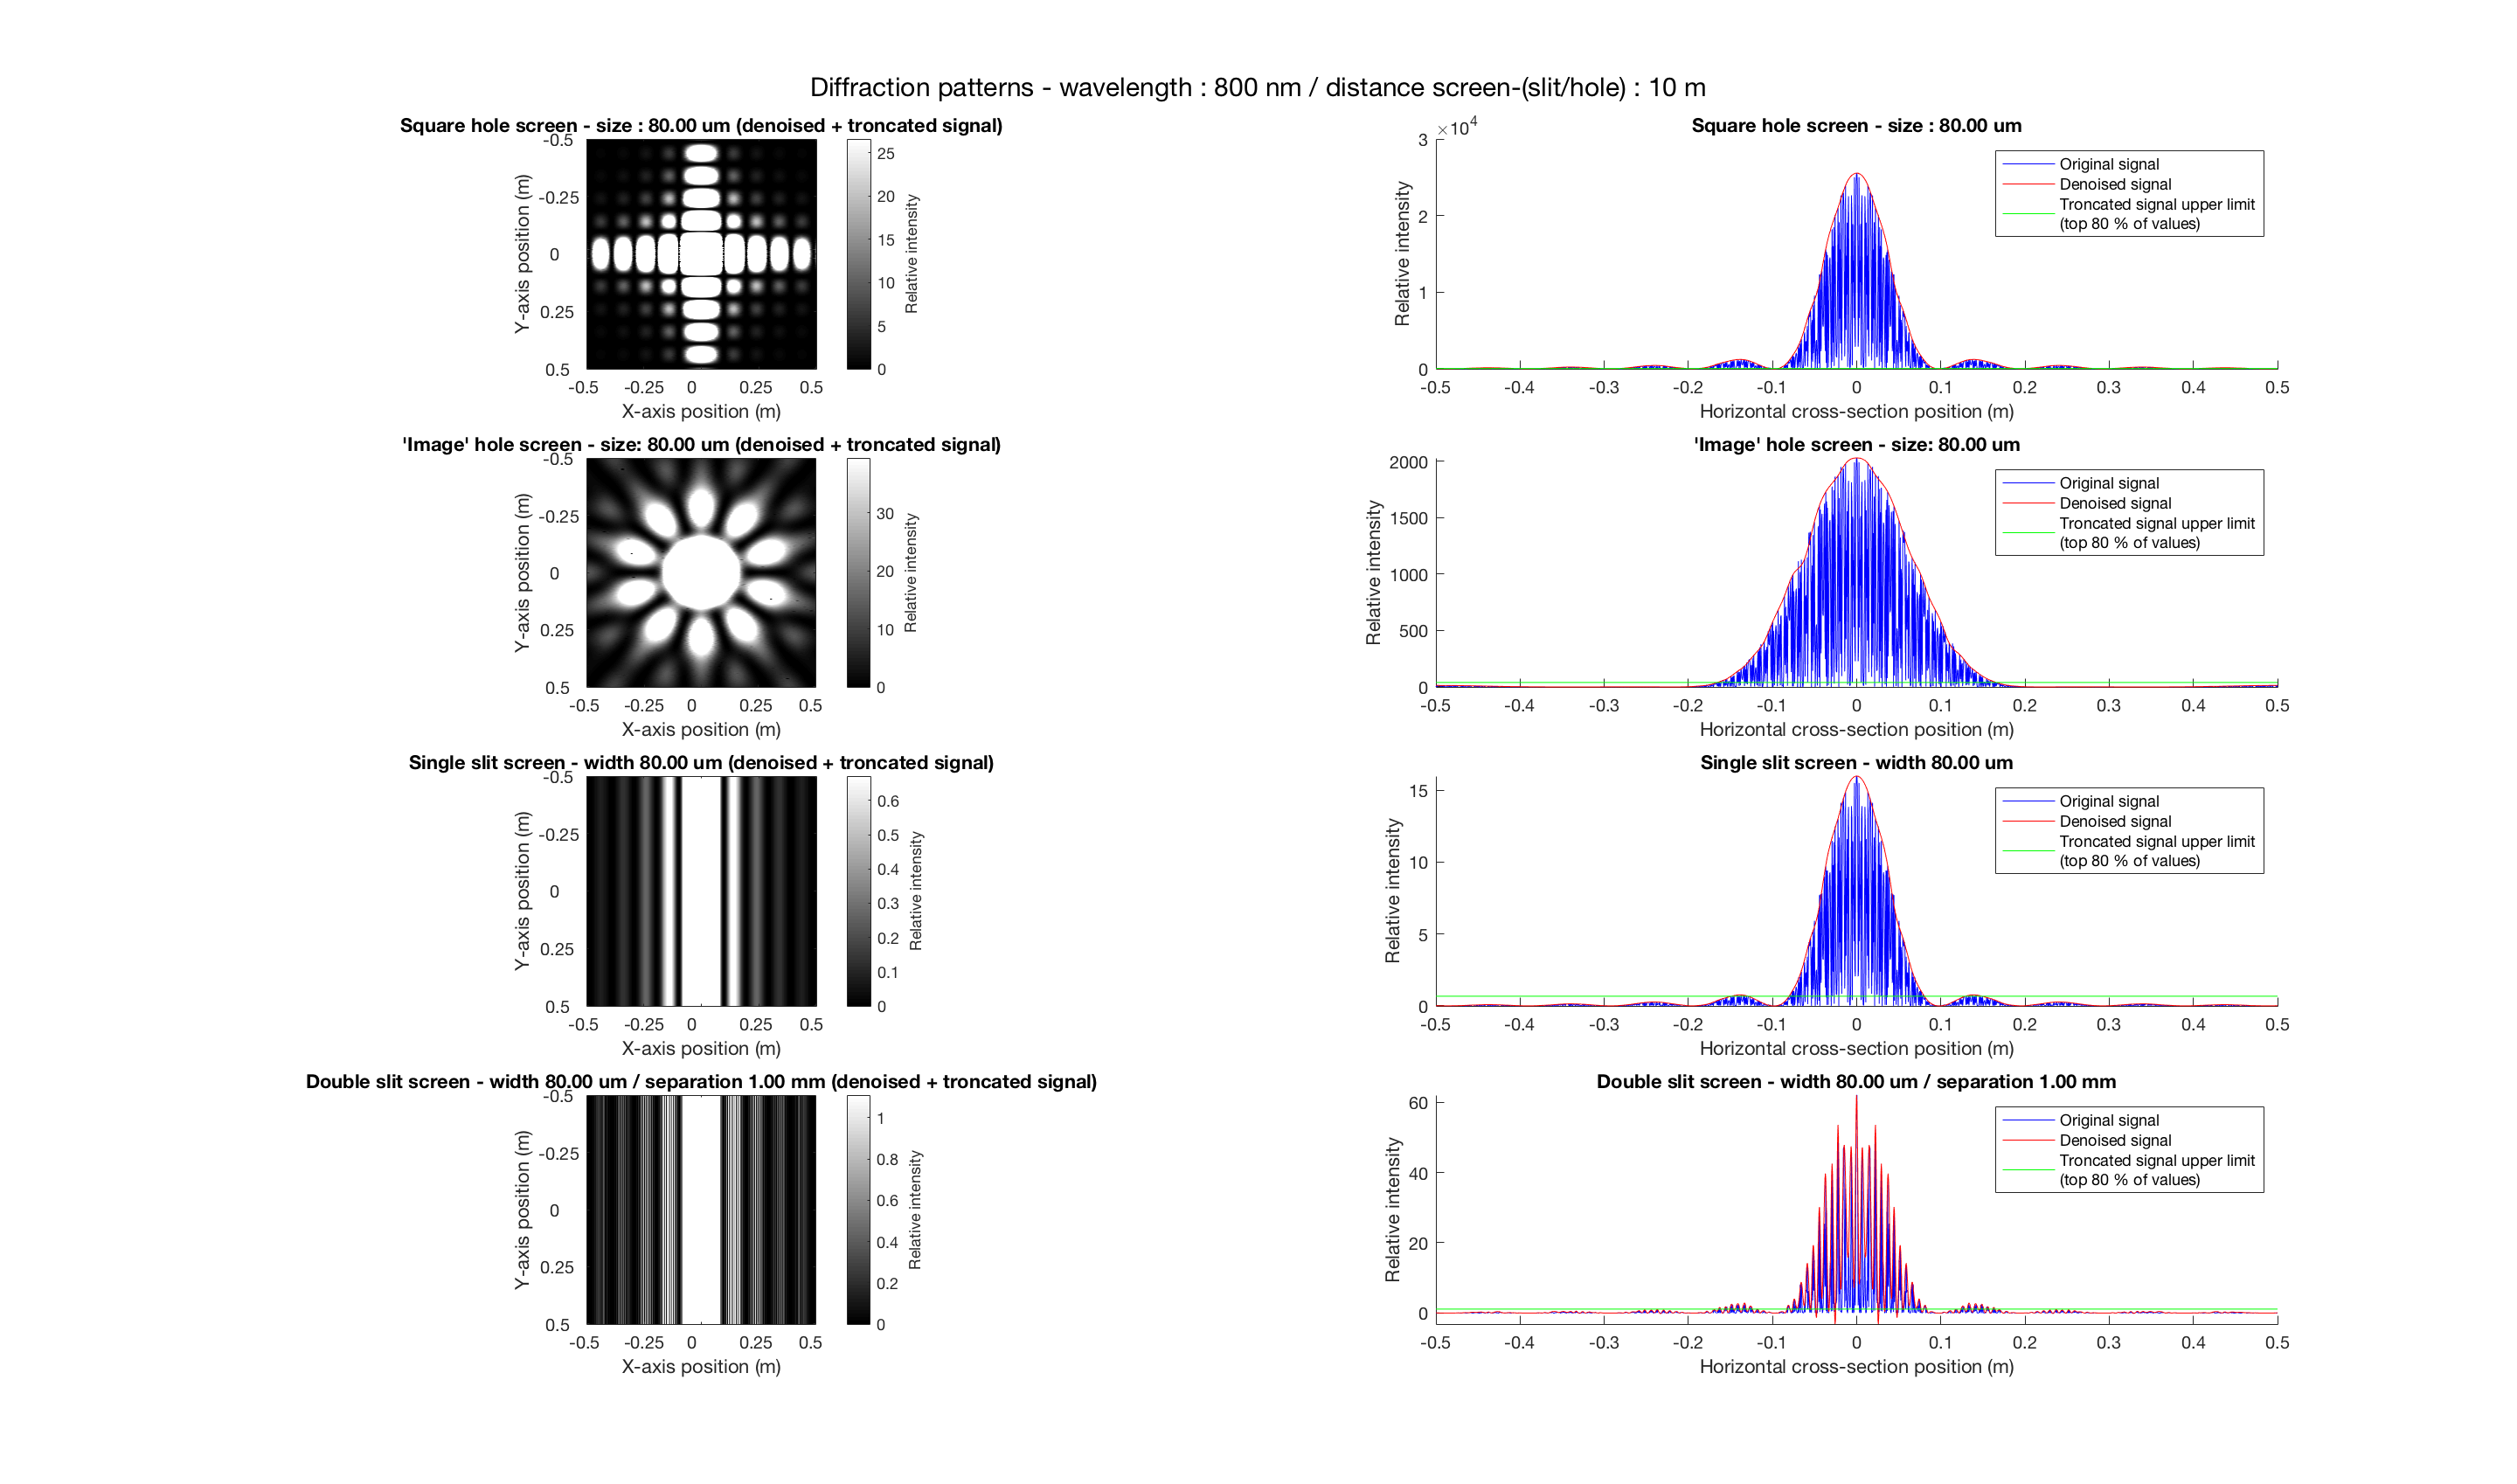 Diffraction patterns - wavelength : 800 nm / distance screen-(slit/hole) : 10 m
Square hole screen - size : 80.00 um (denoised + troncated signal)
-0.5
-0.25
0
0.25
0.5
Y-axis position (m)
-0.5 -0.25 0 0.25 0.5
X-axis position (m)
25
20
15
10
5
0
Relative intensity
Square hole screen - size : 80.00 um
×10^4
3
2
1
0
Relative intensity
-0.5 -0.4 -0.3 -0.2 -0.1 0 0.1 0.2 0.3 0.4 0.5
Horizontal cross-section position (m)
Original signal
Denoised signal
Troncated signal upper limit
(top 80 % of values)
'Image' hole screen - size: 80.00 um (denoised + troncated signal)
-0.5
-0.25
0
0.25
0.5
Y-axis position (m)
-0.5 -0.25 0 0.25 0.5
X-axis position (m)
30
20
10
0
Relative intensity
'Image' hole screen - size: 80.00 um
2000
1500
1000
500
0
Relative intensity
-0.5 -0.4 -0.3 -0.2 -0.1 0 0.1 0.2 0.3 0.4 0.5
Horizontal cross-section position (m)
Original signal
Denoised signal
Troncated signal upper limit
(top 80 % of values)
Single slit screen - width 80.00 um (denoised + troncated signal)
-0.5
-0.25
0
0.25
0.5
Y-axis position (m)
-0.5 -0.25 0 0.25 0.5
X-axis position (m)
0.6
0.5
0.4
0.3
0.2
0.1
0
Relative intensity
Single slit screen - width 80.00 um
15
10
5
0
Relative intensity
-0.5 -0.4 -0.3 -0.2 -0.1 0 0.1 0.2 0.3 0.4 0.5
Horizontal cross-section position (m)
Original signal
Denoised signal
Troncated signal upper limit
(top 80 % of values)
Double slit screen - width 80.00 um / separation 1.00 mm (denoised + troncated signal)
-0.5
-0.25
0
0.25
0.5
Y-axis position (m)
-0.5 -0.25 0 0.25 0.5
X-axis position (m)
1
0.8
0.6
0.4
0.2
0
Relative intensity
Double slit screen - width 80.00 um / separation 1.00 mm
60
40
20
0
Relative intensity
-0.5 -0.4 -0.3 -0.2 -0.1 0 0.1 0.2 0.3 0.4 0.5
Horizontal cross-section position (m)
Original signal
Denoised signal
Troncated signal upper limit
(top 80 % of values)